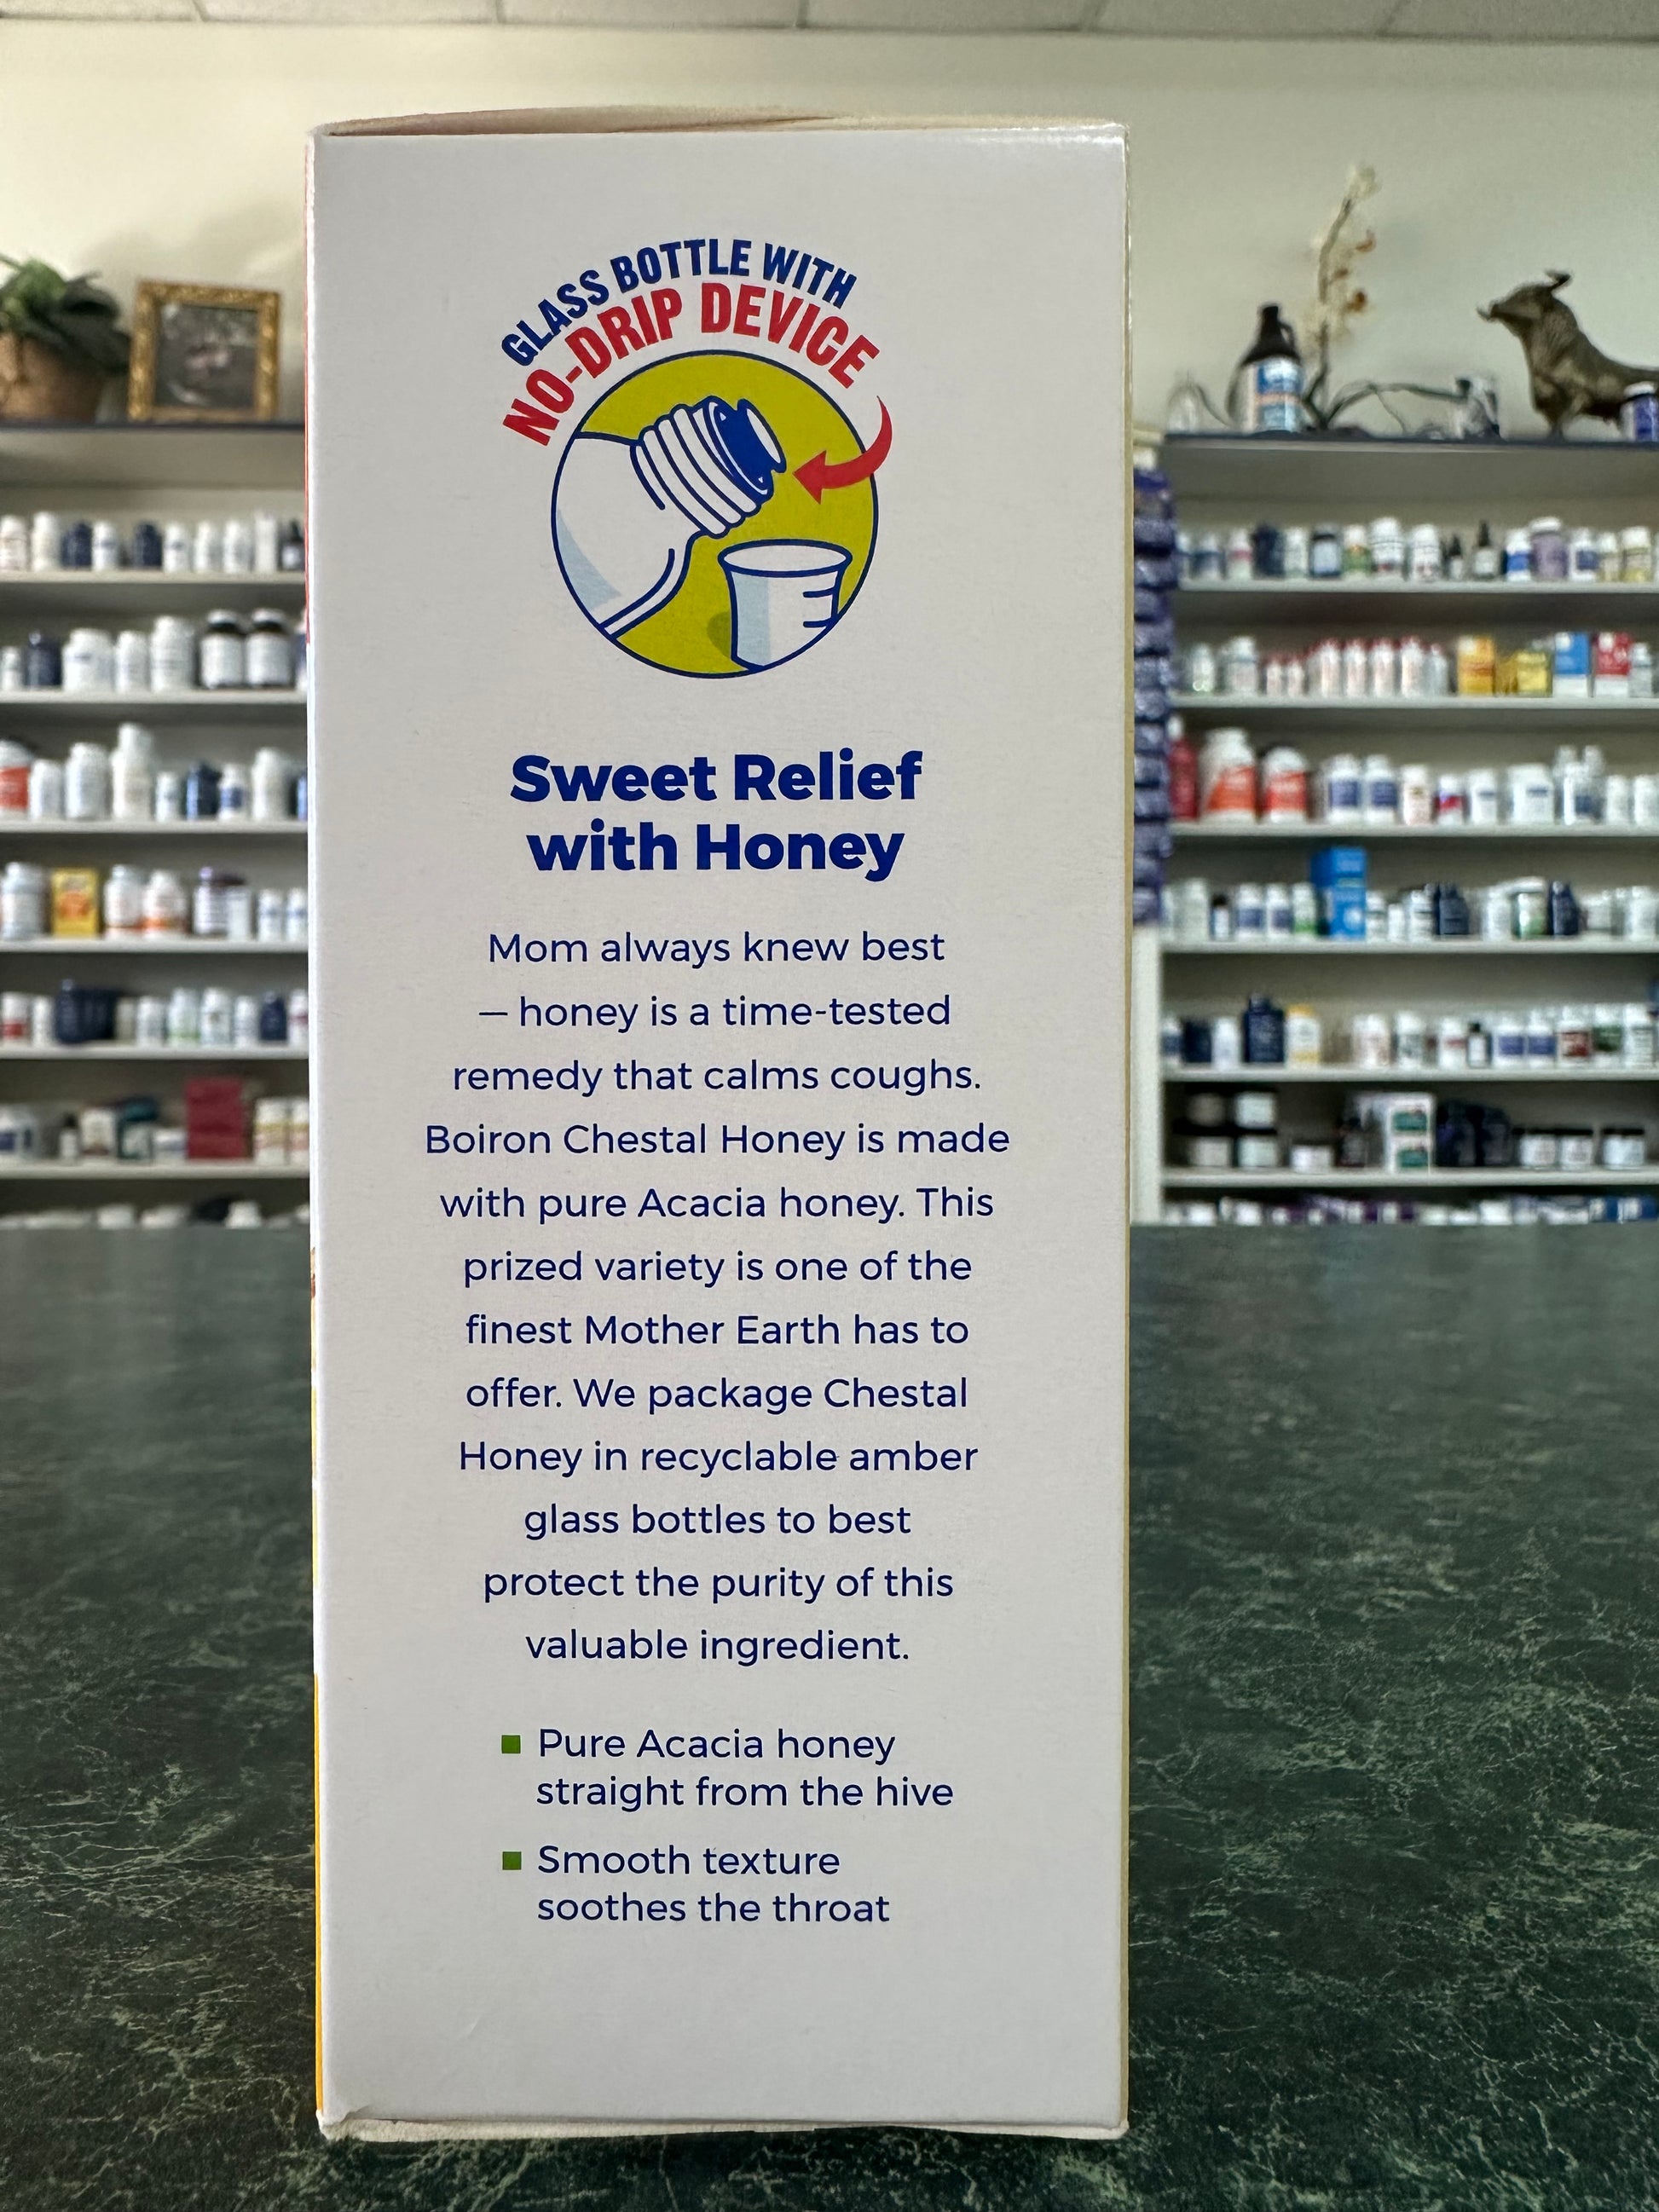 GLASS BOTTLE WITH
NO-DRIP DEVICE
Sweet Relief
with Honey
Mom always knew best
— honey is a time-tested
remedy that calms coughs.
Boiron Chestal Honey is made
with pure Acacia honey. This
prized variety is one of the
finest Mother Earth has to
offer. We package Chestal
Honey in recyclable amber
glass bottles to best
protect the purity of this
valuable ingredient.
▪ Pure Acacia honey
straight from the hive
▪ Smooth texture
soothes the throat